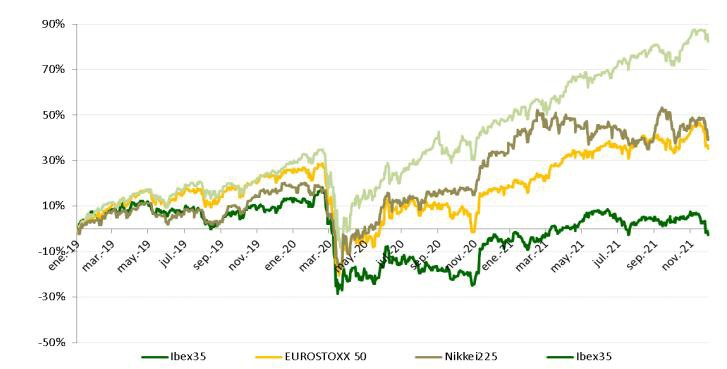 90%
70%
50%
30%
10%
-10%
-30%
-50%
ene.-19
mar.-19
may.-19
jul.-19
sep.-19
nov.-19
ene.-20
mar.-20
may.-20
jul.-20
sep.-20
nov.-20
ene.-21
mar.-21
may.-21
jul.-21
sep.-21
nov.-21
Ibex35 EUROSTOXX 50 Nikkei225 Ibex35